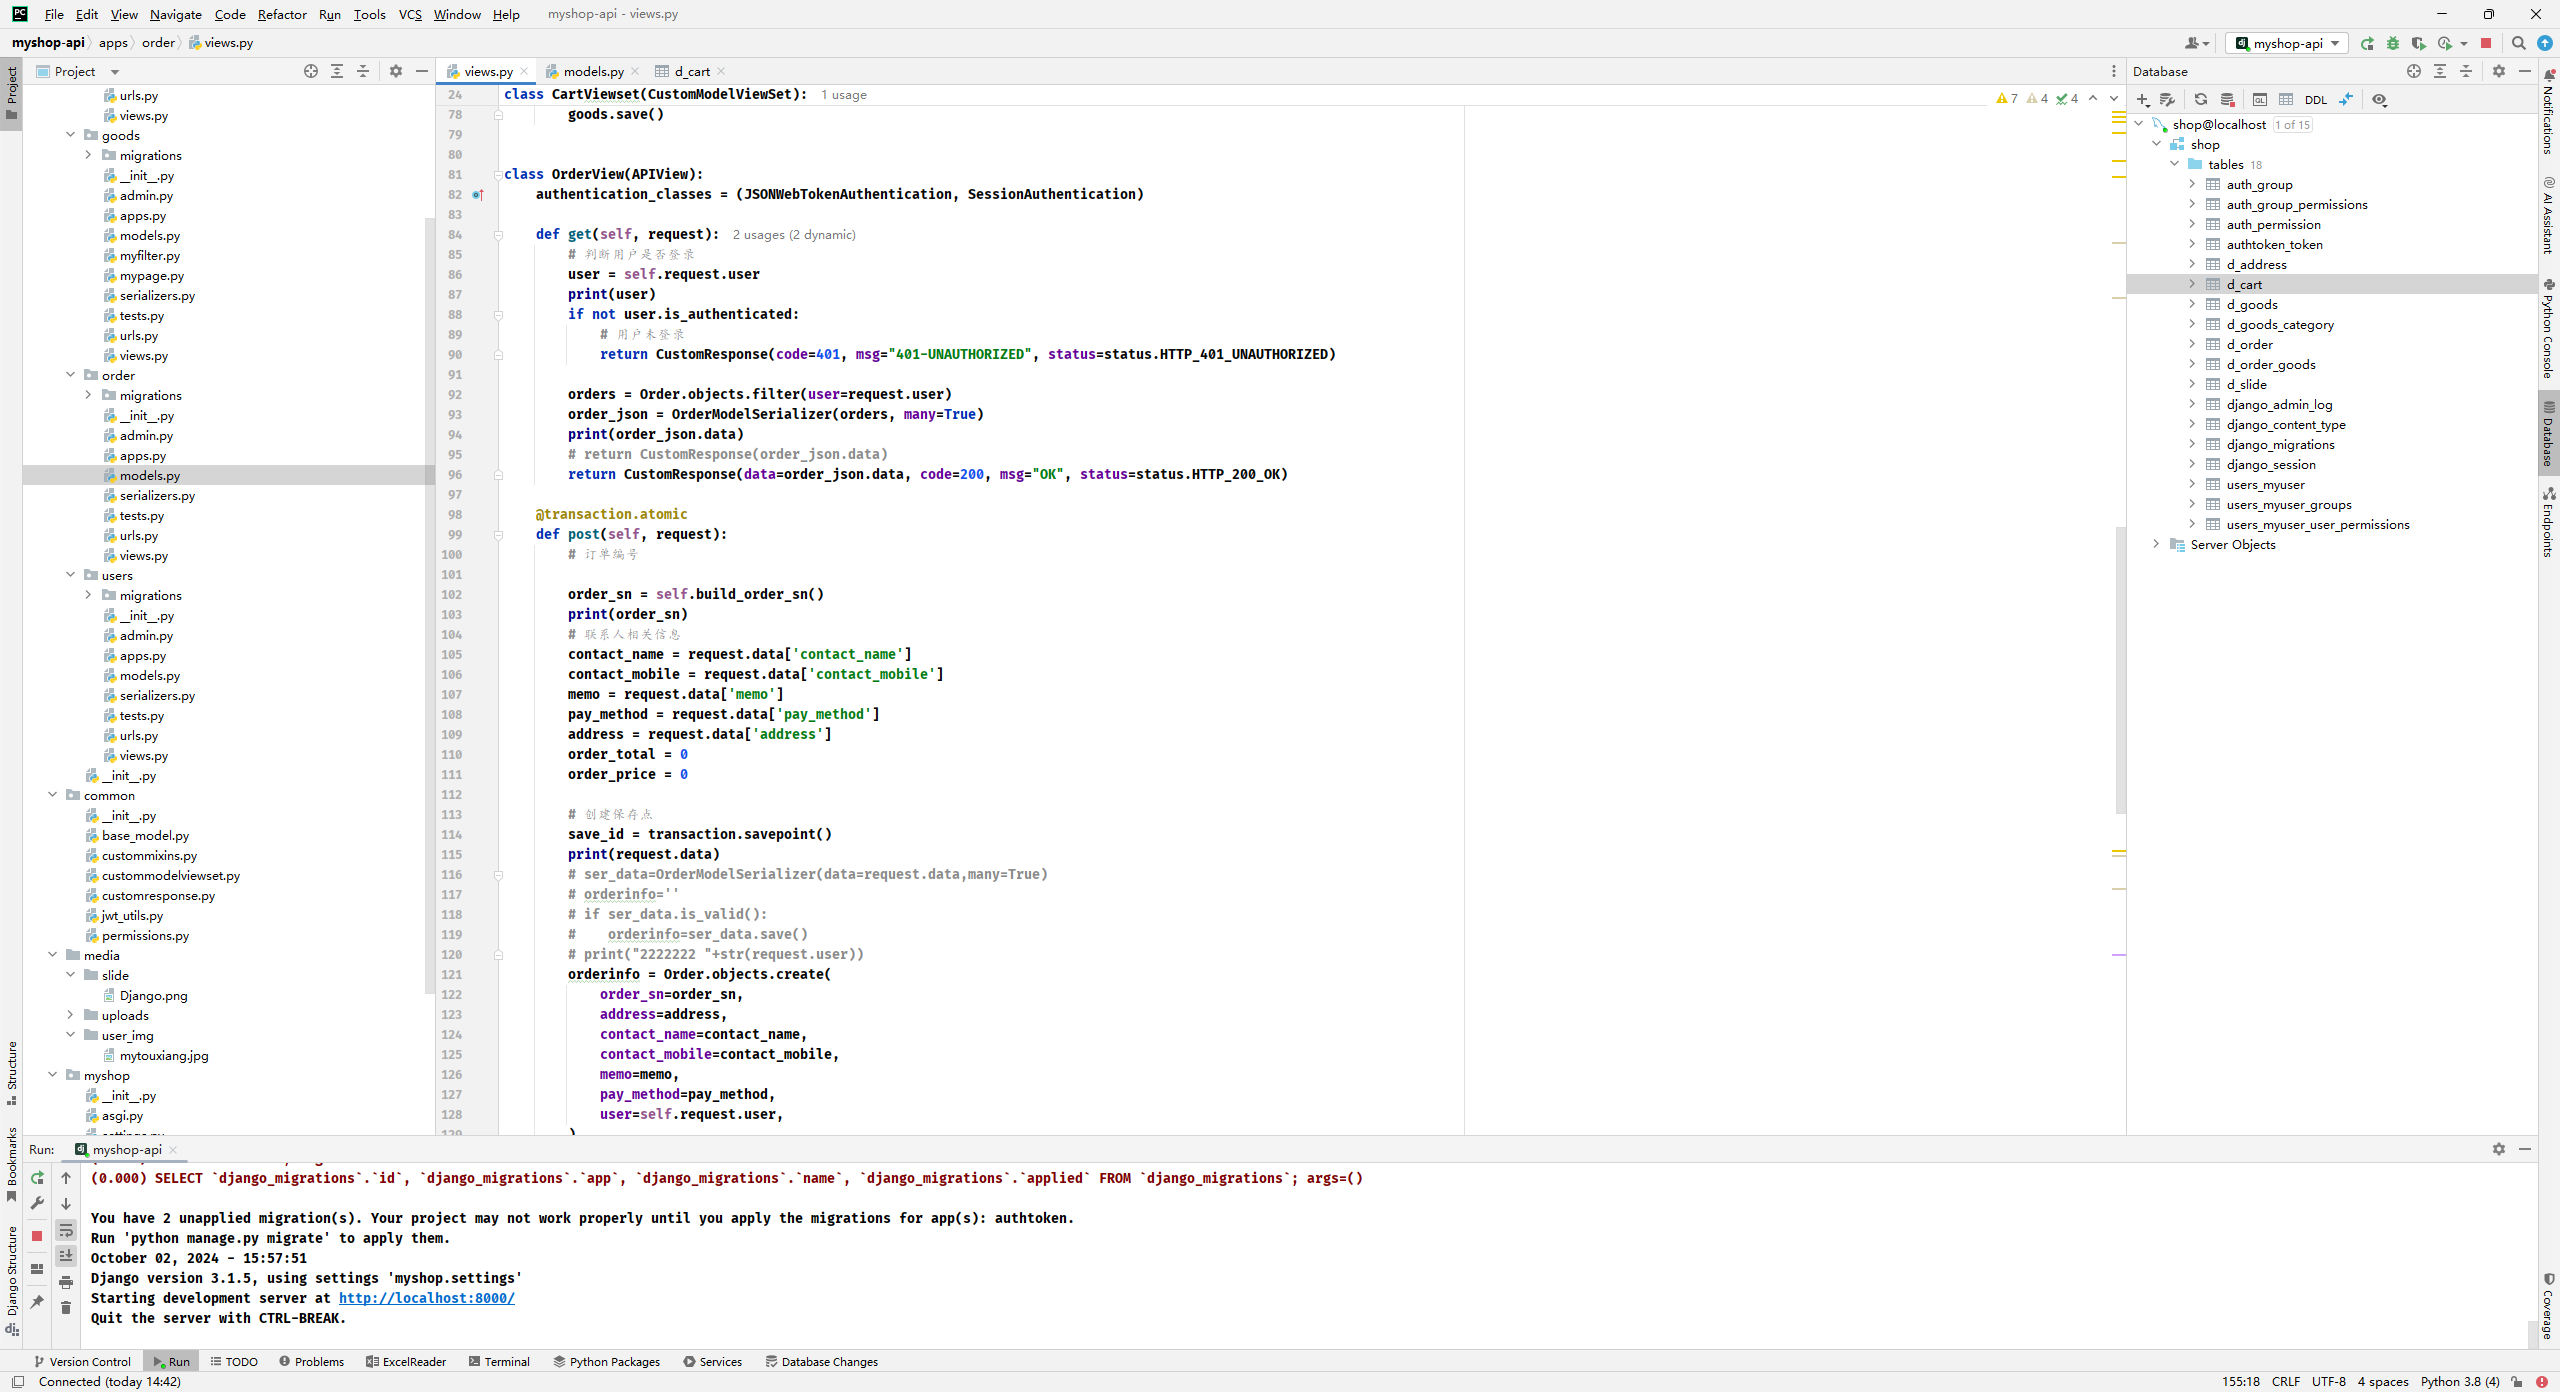 File Edit View Navigate Code Refactor Run Tools VCS Window Help myshop-api - views.py
myshop-api apps order views.py
myshop-api
Project
views.py models.py d_cart
Database
urls.py
views.py
goods
migrations
__init__.py
admin.py
apps.py
models.py
myfilter.py
mypage.py
serializers.py
tests.py
urls.py
views.py
order
migrations
__init__.py
admin.py
apps.py
models.py
serializers.py
tests.py
urls.py
views.py
users
migrations
__init__.py
admin.py
apps.py
models.py
serializers.py
tests.py
urls.py
views.py
__init__.py
common
__init__.py
base_model.py
custommixins.py
custommodelviewset.py
customresponse.py
jwt_utils.py
permissions.py
media
slide
Django.png
uploads
user_img
mytouxiang.jpg
myshop
__init__.py
asgi.py
24 class CartViewset(CustomModelViewSet): 1 usage
7 4 4
78 goods.save()
79
80
81 class OrderView(APIView):
82 authentication_classes = (JSONWebTokenAuthentication, SessionAuthentication)
83
84 def get(self, request): 2 usages (2 dynamic)
85 # 判断用户是否登录
86 user = self.request.user
87 print(user)
88 if not user.is_authenticated:
89 # 用户未登录
90 return CustomResponse(code=401, msg="401-UNAUTHORIZED", status=status.HTTP_401_UNAUTHORIZED)
91
92 orders = Order.objects.filter(user=request.user)
93 order_json = OrderModelSerializer(orders, many=True)
94 print(order_json.data)
95 # return CustomResponse(order_json.data)
96 return CustomResponse(data=order_json.data, code=200, msg="OK", status=status.HTTP_200_OK)
97
98 @transaction.atomic
99 def post(self, request):
100 # 订单编号
101
102 order_sn = self.build_order_sn()
103 print(order_sn)
104 # 联系人相关信息
105 contact_name = request.data['contact_name']
106 contact_mobile = request.data['contact_mobile']
107 memo = request.data['memo']
108 pay_method = request.data['pay_method']
109 address = request.data['address']
110 order_total = 0
111 order_price = 0
112
113 # 创建保存点
114 save_id = transaction.savepoint()
115 print(request.data)
116 # ser_data=OrderModelSerializer(data=request.data,many=True)
117 # orderinfo=''
118 # if ser_data.is_valid():
119 # orderinfo=ser_data.save()
120 # print("2222222 "+str(request.user))
121 orderinfo = Order.objects.create(
122 order_sn=order_sn,
123 address=address,
124 contact_name=contact_name,
125 contact_mobile=contact_mobile,
126 memo=memo,
127 pay_method=pay_method,
128 user=self.request.user,
129 )
DDL
shop@localhost 1 of 15
shop
tables 18
auth_group
auth_group_permissions
auth_permission
authtoken_token
d_address
d_cart
d_goods
d_goods_category
d_order
d_order_goods
d_slide
django_admin_log
django_content_type
django_migrations
django_session
users_myuser
users_myuser_groups
users_myuser_user_permissions
Server Objects
Project
Structure
Bookmarks
Django Structure
Notifications
AI Assistant
Python Console
Database
Endpoints
Coverage
Run: myshop-api
(0.000) SELECT `django_migrations`.`id`, `django_migrations`.`app`, `django_migrations`.`name`, `django_migrations`.`applied` FROM `django_migrations`; args=()
You have 2 unapplied migration(s). Your project may not work properly until you apply the migrations for app(s): authtoken.
Run 'python manage.py migrate' to apply them.
October 02, 2024 - 15:57:51
Django version 3.1.5, using settings 'myshop.settings'
Starting development server at http://localhost:8000/
Quit the server with CTRL-BREAK.
Version Control Run TODO Problems ExcelReader Terminal Python Packages Services Database Changes
Connected (today 14:42) 155:18 CRLF UTF-8 4 spaces Python 3.8 (4)